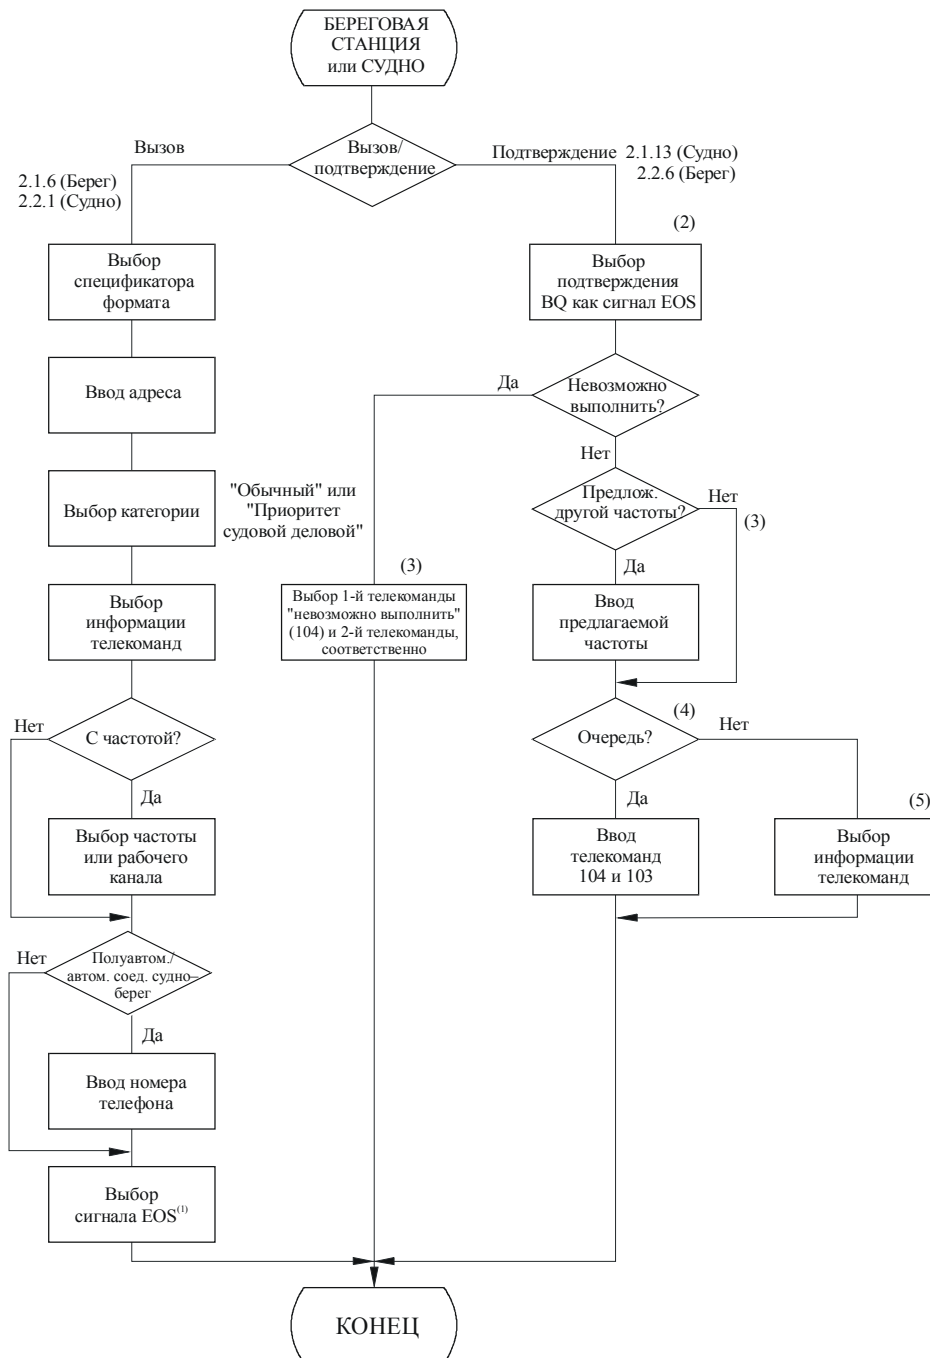 БЕРЕГОВАЯ
СТАНЦИЯ
или СУДНО
Вызов
Вызов/
подтверждение
Подтверждение 2.1.13 (Судно)
2.2.6 (Берег)
2.1.6 (Берег)
2.2.1 (Судно)
(2)
Выбор
спецификатора
формата
Выбор
подтверждения
BQ как сигнал EOS
Ввод адреса
Да
Невозможно
выполнить?
Нет
Выбор категории
"Обычный" или
"Приоритет
судовой деловой"
Предлож.
другой частоты?
Нет
(3)
Да
(3)
Выбор
информации
телекоманд
Выбор 1-й телекоманды
"невозможно выполнить"
(104) и 2-й телекоманды,
соответственно
Ввод
предлагаемой
частоты
Нет
С частотой?
Да
(4)
Очередь?
Нет
Да
(5)
Выбор частоты
или рабочего
канала
Ввод
телекоманд
104 и 103
Выбор
информации
телекоманд
Нет
Полуавтом./
автом. соед. судно–
берег
Да
Ввод номера
телефона
Выбор
сигнала EOS(1)
КОНЕЦ